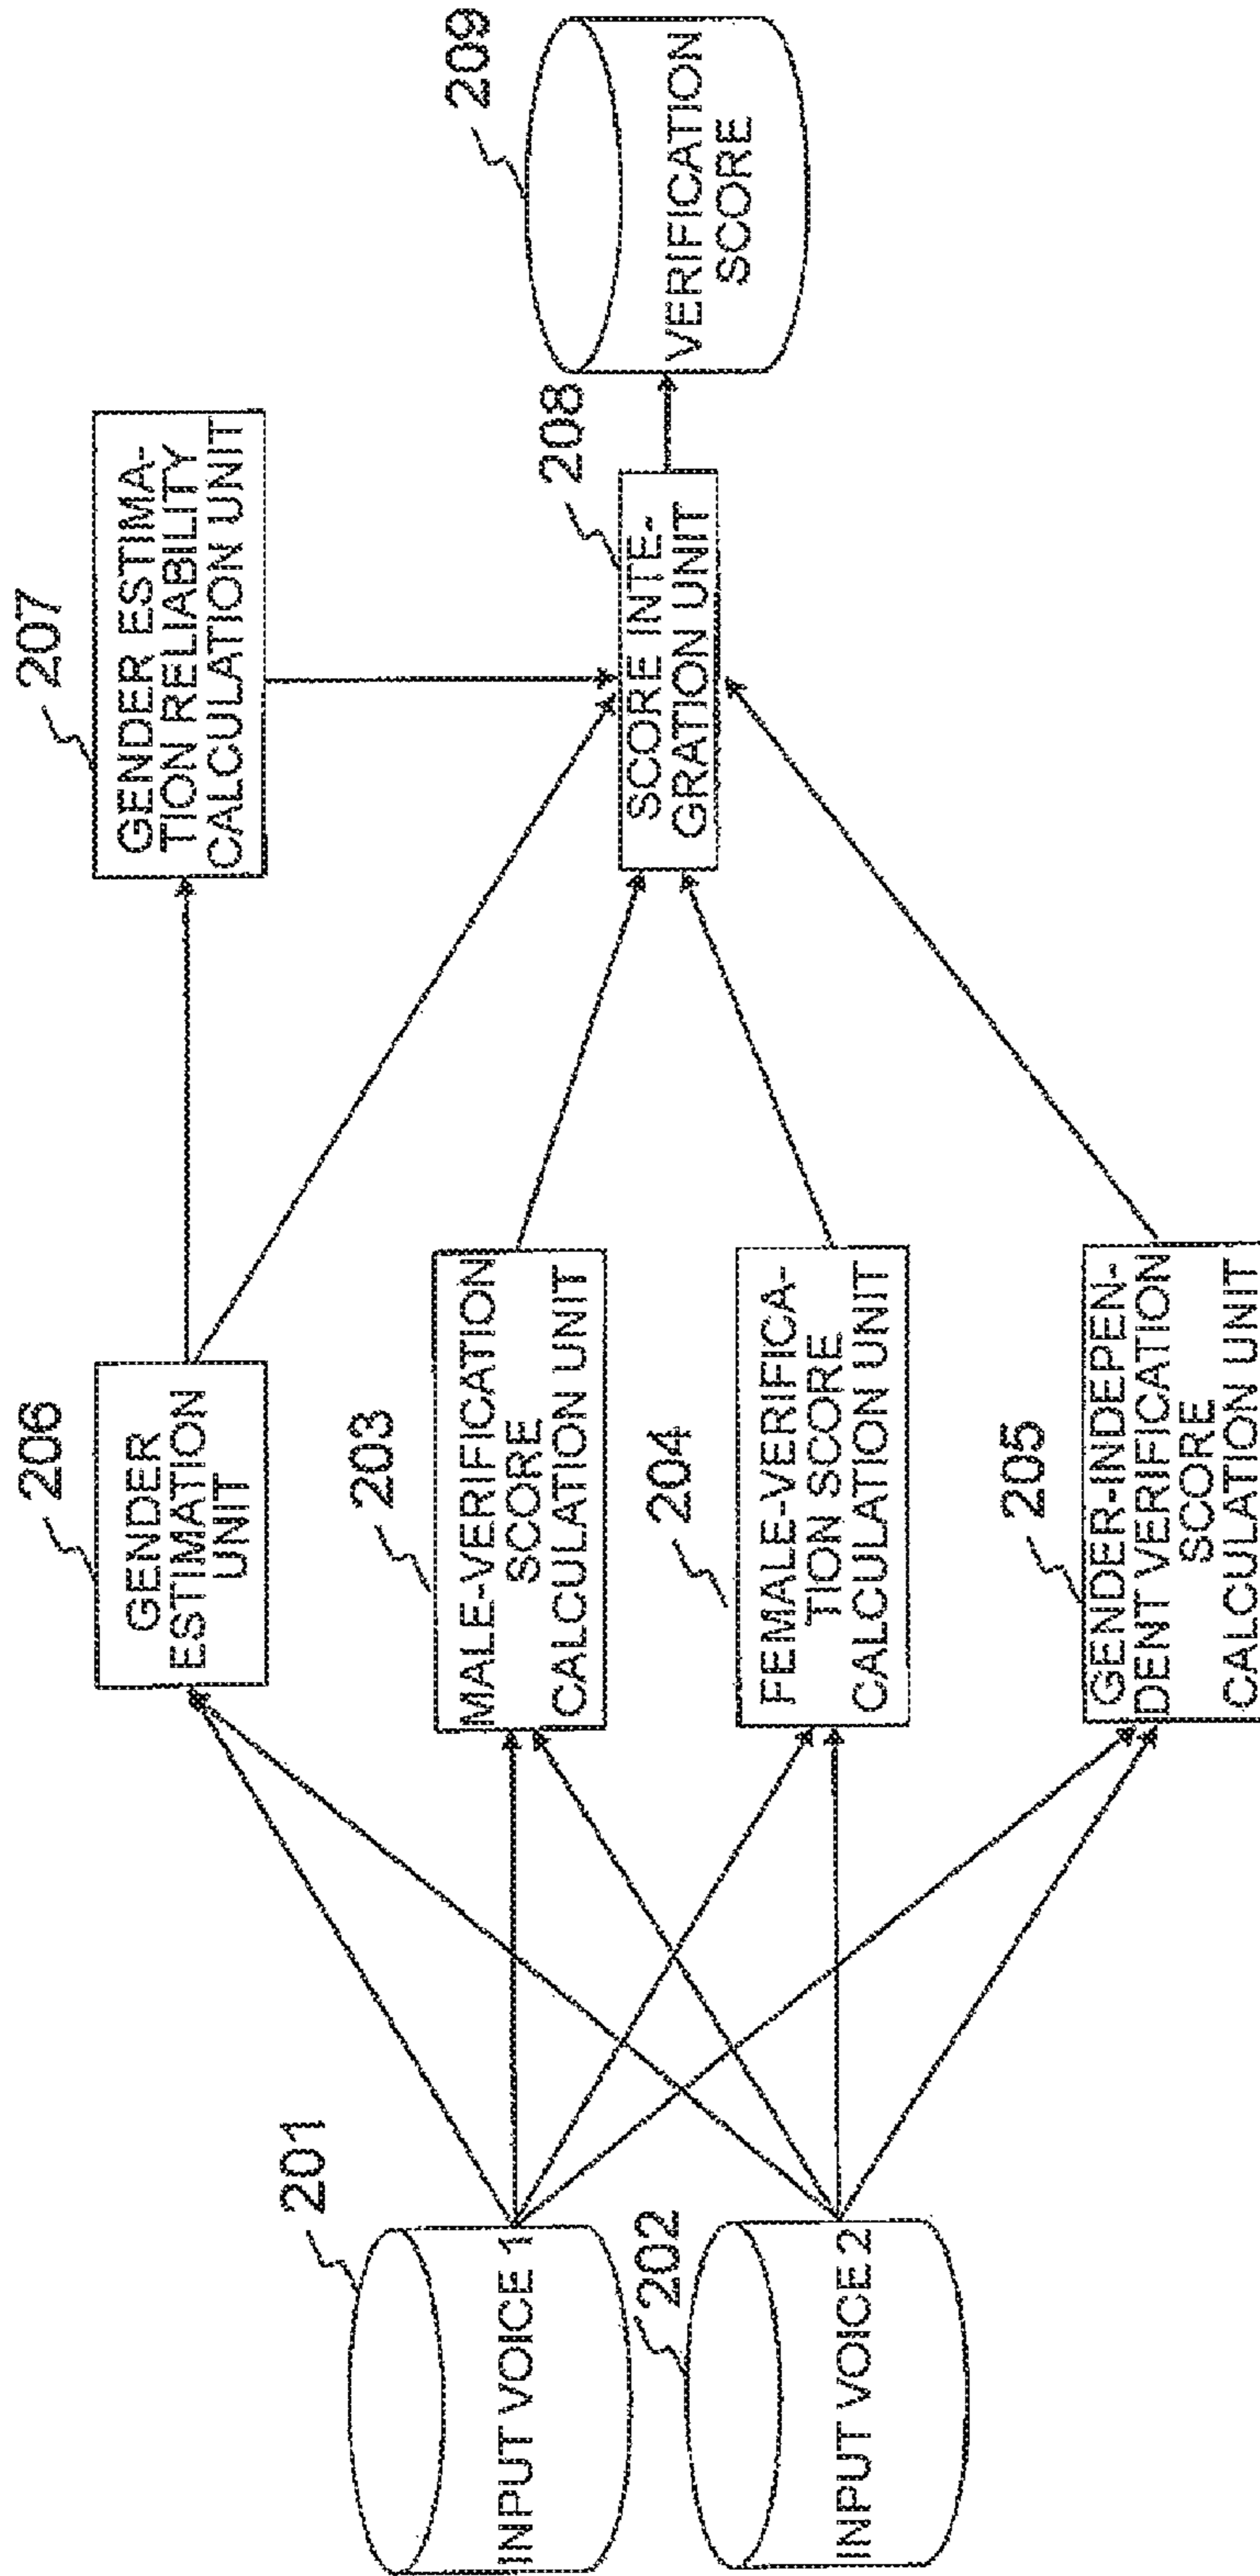 201
INPUT VOICE 1
202
INPUT VOICE 2
206
GENDER
ESTIMATION
UNIT
203
MALE-VERIFICATION
SCORE
CALCULATION UNIT
204
FEMALE-VERIFICA-
TION SCORE
CALCULATION UNIT
205
GENDER-INDEPEN-
DENT VERIFICATION
SCORE
CALCULATION UNIT
207
GENDER ESTIMA-
TION RELIABILITY
CALCULATION UNIT
208
SCORE INTE-
GRATION UNIT
209
VERIFICATION
SCORE